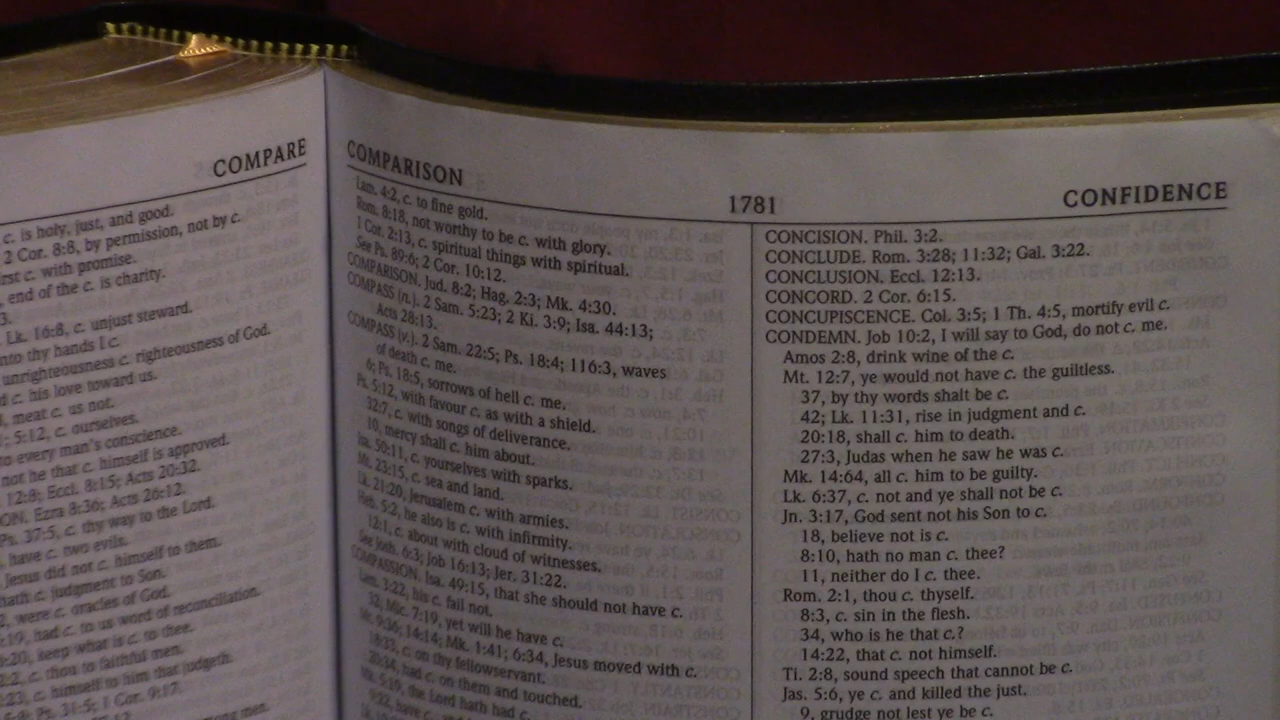 COMPARE
c. is holy, just, and good.
2 Cor. 8:8, by permission, not by c.
c. with promise.
end of the c. is charity.
3.
Lk. 16:8, c. unjust steward.
thy hands I c.
unrighteousness c. righteousness of God.
c. his love toward us.
meat c. us not.
5:12, c. ourselves.
every man's conscience.
not he that c. himself is approved.
12:8; Eccl. 8:15; Acts 20:32.
Ezra 8:36; Acts 26:12.
Ps. 37:5, c. thy way to the Lord.
have c. two evils.
Jesus did not c. himself to them.
c. judgment to Son.
2, were c. oracles of God.
19, had c. to us word of reconciliation.
keep what is c. to thee.
c. thou to faithful men.
2:23, c. himself to him that judgeth.
Ps. 31:5; 1 Cor. 9:17.
men.
COMPARISON
1781
CONFIDENCE
Lam. 4:2, c. to fine gold.
Rom. 8:18, not worthy to be c. with glory.
1 Cor. 2:13, c. spiritual things with spiritual.
See Ps. 89:6; 2 Cor. 10:12.
COMPARISON. Jud. 8:2; Hag. 2:3; Mk. 4:30.
COMPASS (n.). 2 Sam. 5:23; 2 Ki. 3:9; Isa. 44:13;
Acts 28:13.
COMPASS (v.). 2 Sam. 22:5; Ps. 18:4; 116:3, waves
of death c. me.
6; Ps. 18:5, sorrows of hell c. me.
Ps. 5:12, with favour c. as with a shield.
32:7, c. with songs of deliverance.
10, mercy shall c. him about.
Isa. 50:11, c. yourselves with sparks.
Mt. 23:15, c. sea and land.
Lk. 21:20, Jerusalem c. with armies.
Heb. 5:2, he also is c. with infirmity.
12:1, c. about with cloud of witnesses.
See Josh. 6:3; Job 16:13; Jer. 31:22.
COMPASSION. Isa. 49:15, that she should not have c.
Lam. 3:22, his c. fail not.
32; Mic. 7:19, yet will he have c.
Mt. 9:36; 14:14; Mk. 1:41; 6:34, Jesus moved with c.
18:33, c. on thy fellowservant.
20:34, had c. on them and touched.
Mk. 5:19, the Lord hath had c.
9:22, have c.
CONCISION. Phil. 3:2.
CONCLUDE. Rom. 3:28; 11:32; Gal. 3:22.
CONCLUSION. Eccl. 12:13.
CONCORD. 2 Cor. 6:15.
CONCUPISCENCE. Col. 3:5; 1 Th. 4:5, mortify evil c.
CONDEMN. Job 10:2, I will say to God, do not c. me.
Amos 2:8, drink wine of the c.
Mt. 12:7, ye would not have c. the guiltless.
37, by thy words shalt be c.
42; Lk. 11:31, rise in judgment and c.
20:18, shall c. him to death.
27:3, Judas when he saw he was c.
Mk. 14:64, all c. him to be guilty.
Lk. 6:37, c. not and ye shall not be c.
Jn. 3:17, God sent not his Son to c.
18, believe not is c.
8:10, hath no man c. thee?
11, neither do I c. thee.
Rom. 2:1, thou c. thyself.
8:3, c. sin in the flesh.
34, who is he that c.?
14:22, that c. not himself.
Ti. 2:8, sound speech that cannot be c.
Jas. 5:6, ye c. and killed the just.
9, grudge not lest ye be c.